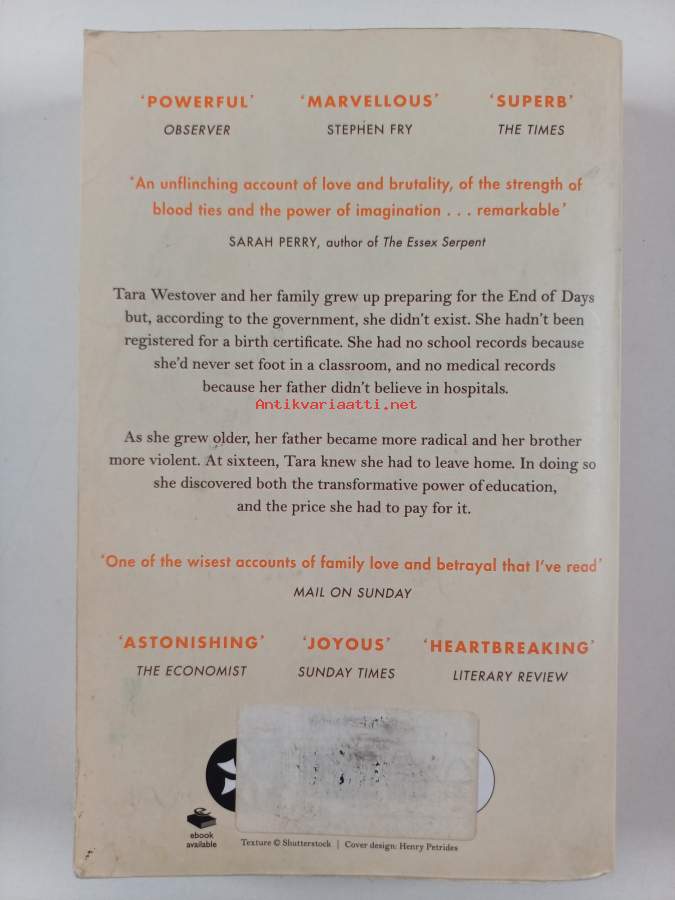 ‘POWERFUL’ ‘MARVELLOUS’ ‘SUPERB’
OBSERVER STEPHEN FRY THE TIMES
‘An unflinching account of love and brutality, of the strength of
blood ties and the power of imagination . . . remarkable’
SARAH PERRY, author of The Essex Serpent
Tara Westover and her family grew up preparing for the End of Days
but, according to the government, she didn’t exist. She hadn’t been
registered for a birth certificate. She had no school records because
she’d never set foot in a classroom, and no medical records
because her father didn’t believe in hospitals.
Antikvariaatti.net
As she grew older, her father became more radical and her brother
more violent. At sixteen, Tara knew she had to leave home. In doing so
she discovered both the transformative power of education,
and the price she had to pay for it.
‘One of the wisest accounts of family love and betrayal that I’ve read’
MAIL ON SUNDAY
‘ASTONISHING’ ‘JOYOUS’ ‘HEARTBREAKING’
THE ECONOMIST SUNDAY TIMES LITERARY REVIEW
ebook
available
Texture © Shutterstock | Cover design: Henry Petrides